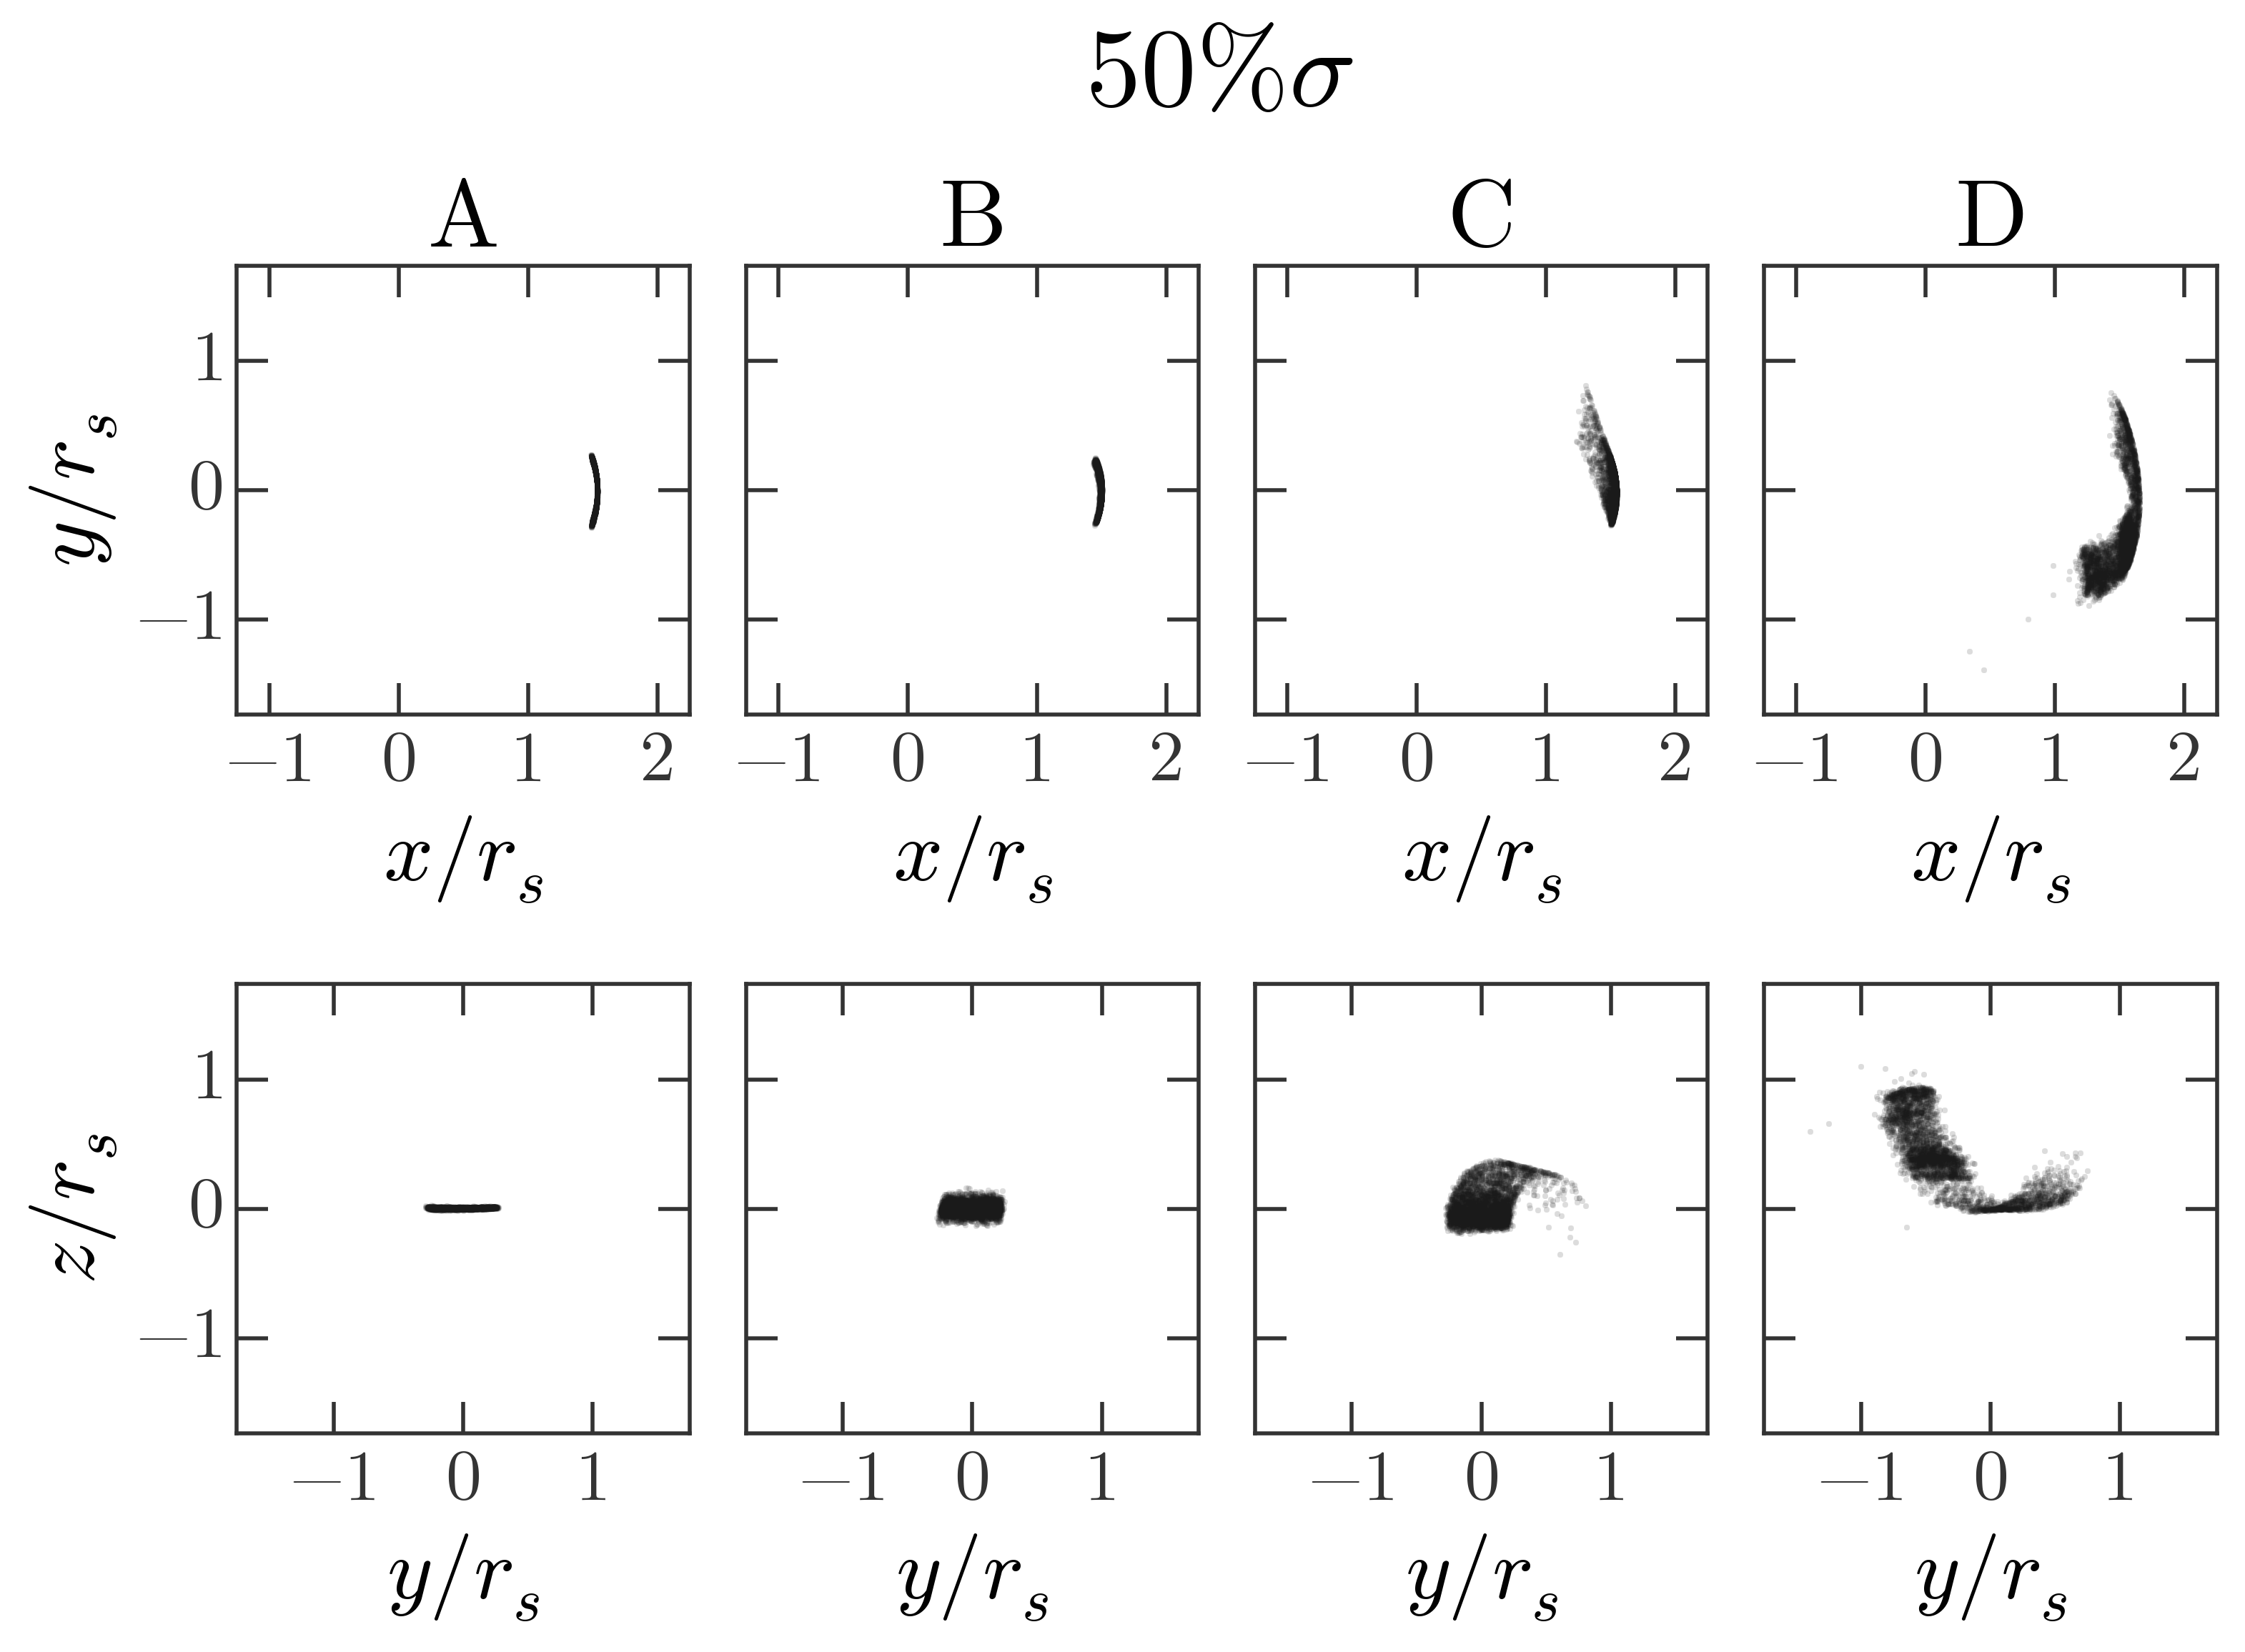 50%σ
A B C D
y/r_s
1
0
−1
−1 0 1 2 −1 0 1 2 −1 0 1 2 −1 0 1 2
x/r_s x/r_s x/r_s x/r_s
z/r_s
1
0
−1
−1 0 1 −1 0 1 −1 0 1 −1 0 1
y/r_s y/r_s y/r_s y/r_s